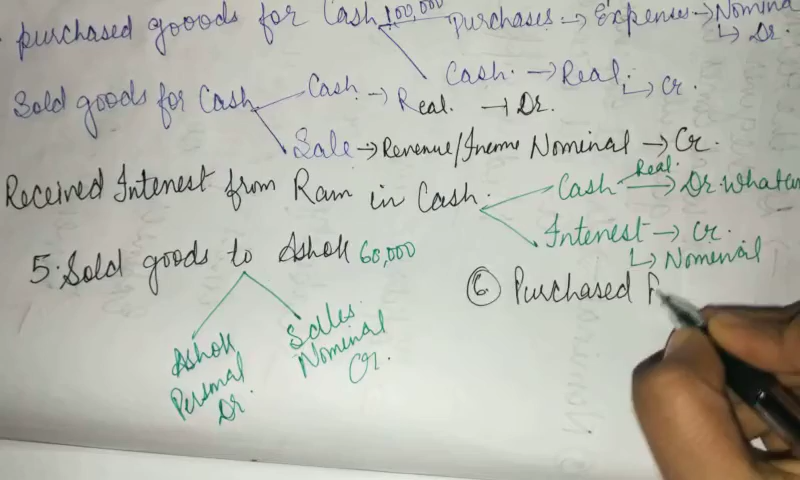 purchased gooods for Cash 100,000 Purchases → Expenses → Nomina
↳ Dr.
Cash. → Real. ↳ Cr.
Sold goods for Cash Cash → Real. → Dr.
Sale → Revenue/Income Nominal → Cr.
Received Interest from Ram in Cash. Cash Real. → Dr. What
Interest → Cr.
↳ Nominal
5. Sold goods to Ashok 60,000
⑥ Purchased
Ashok Personal Dr.
Sales Nominal Cr.